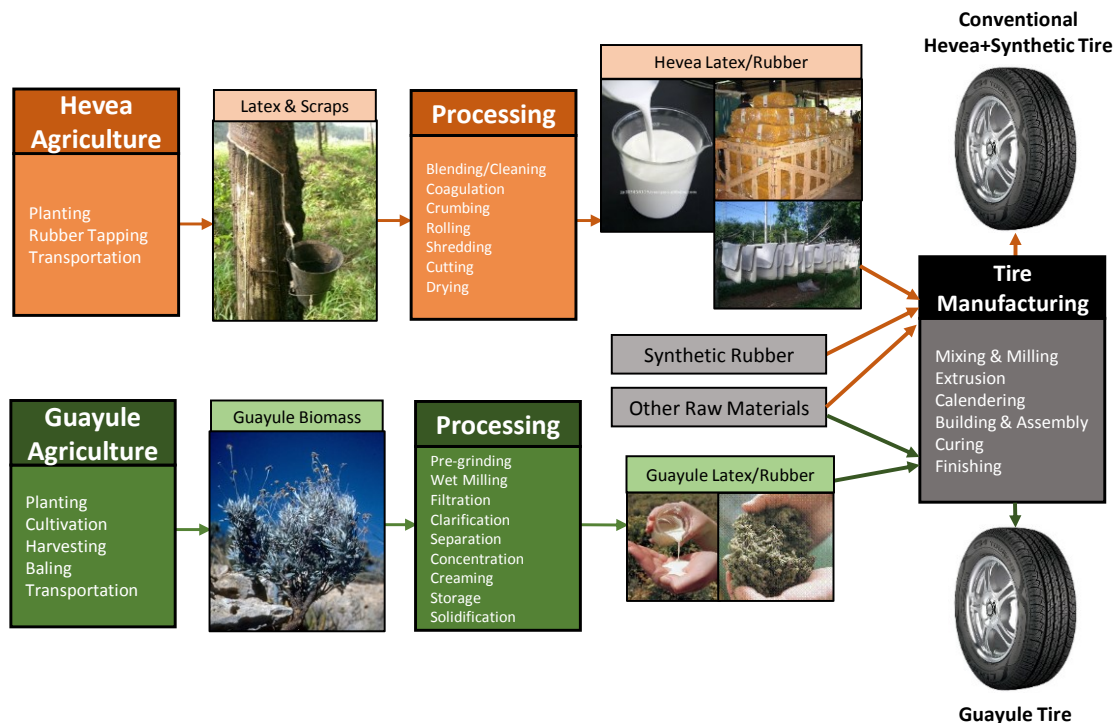 Conventional
Hevea+Synthetic Tire
Hevea
Agriculture
Planting
Rubber Tapping
Transportation
Latex & Scraps
Processing
Blending/Cleaning
Coagulation
Crumbing
Rolling
Shredding
Cutting
Drying
Hevea Latex/Rubber
Synthetic Rubber
Other Raw Materials
Tire
Manufacturing
Mixing & Milling
Extrusion
Calendering
Building & Assembly
Curing
Finishing
Guayule
Agriculture
Planting
Cultivation
Harvesting
Baling
Transportation
Guayule Biomass
Processing
Pre-grinding
Wet Milling
Filtration
Clarification
Separation
Concentration
Creaming
Storage
Solidification
Guayule Latex/Rubber
Guayule Tire